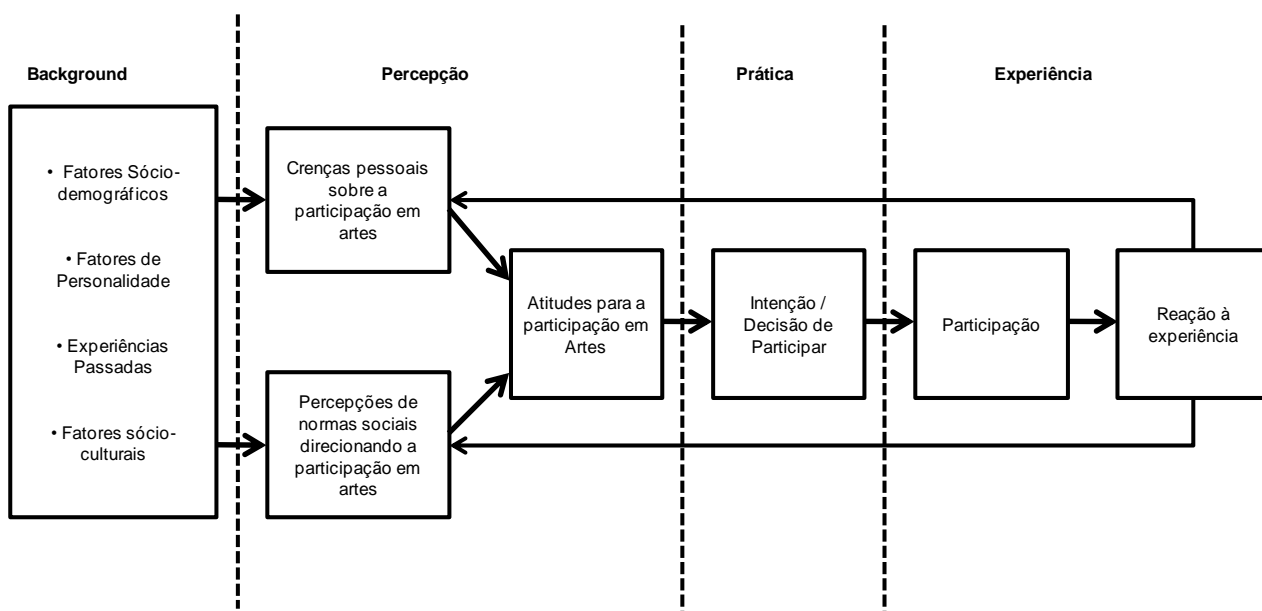 Background
Percepção
Prática
Experiência
• Fatores Sócio-
demográficos
• Fatores de
Personalidade
• Experiências
Passadas
• Fatores sócio-
culturais
Crenças pessoais
sobre a
participação em
artes
Percepções de
normas sociais
direcionando a
participação em
artes
Atitudes para a
participação em
Artes
Intenção /
Decisão de
Participar
Participação
Reação à
experiência